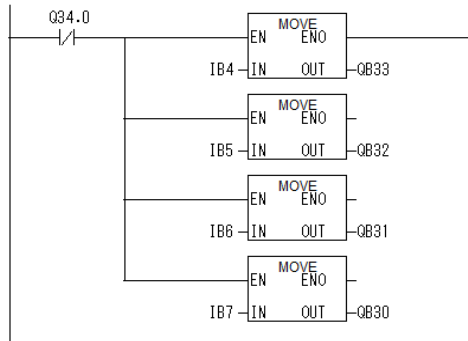 Q34.0
MOVE
EN ENO
IB4 IN OUT QB33
MOVE
EN ENO
IB5 IN OUT QB32
MOVE
EN ENO
IB6 IN OUT QB31
MOVE
EN ENO
IB7 IN OUT QB30